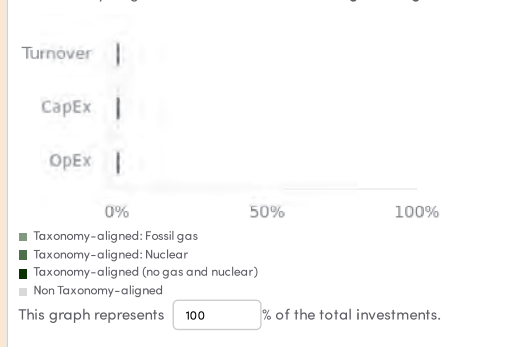 Turnover
CapEx
OpEx
0% 50% 100%
Taxonomy-aligned: Fossil gas
Taxonomy-aligned: Nuclear
Taxonomy-aligned (no gas and nuclear)
Non Taxonomy-aligned
This graph represents 100 % of the total investments.